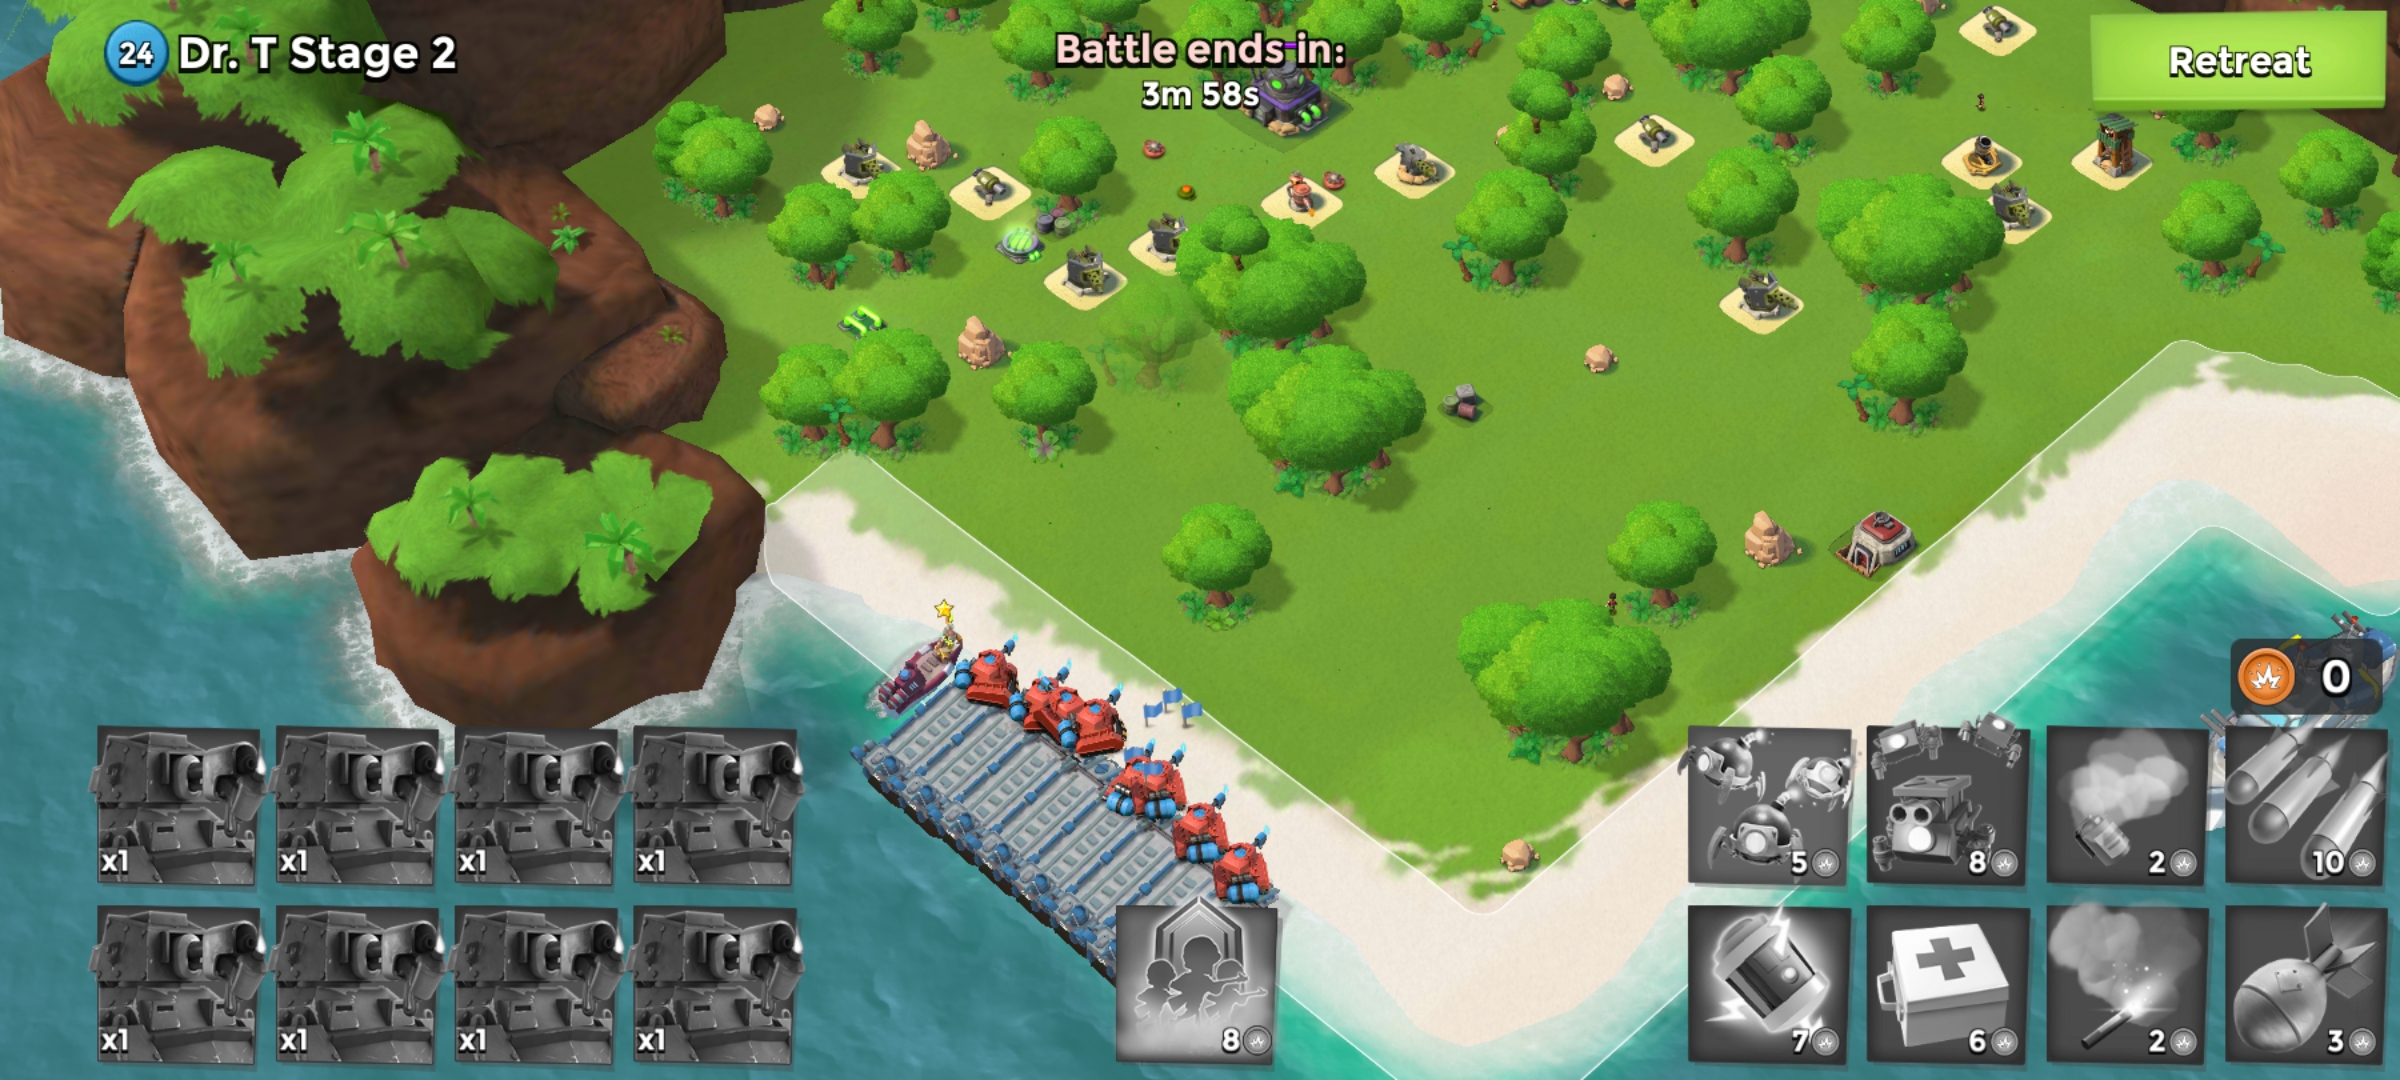 24 Dr. T Stage 2
Battle ends in:
3m 58s
Retreat
0
x1 x1 x1 x1
5 8 2 10
x1 x1 x1 x1
8
7 6 2 3